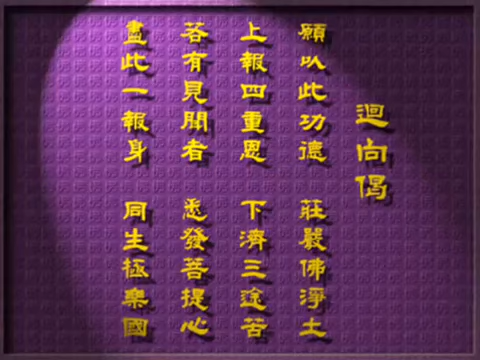 迴向偈
願以此功德 莊嚴佛淨土
上報四重恩 下濟三途苦
若有見聞者 悉發菩提心
盡此一報身 同生極樂國